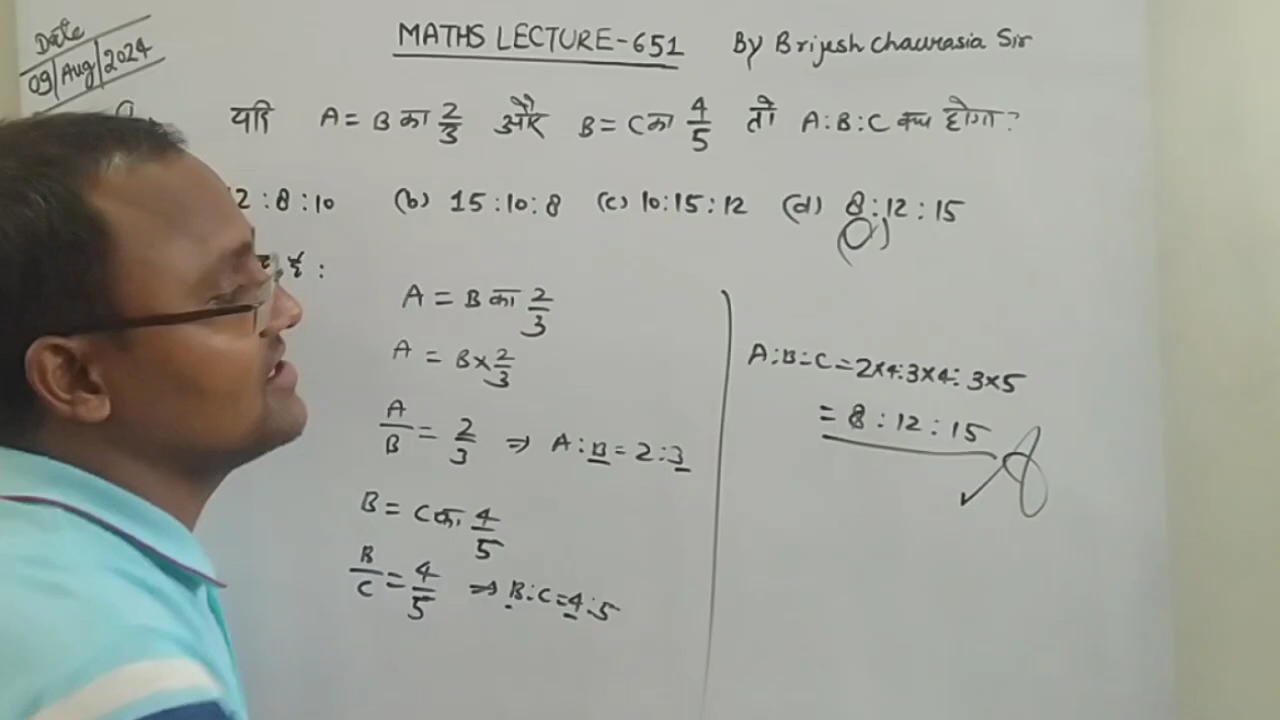 Date
09/Aug/2024
MATHS LECTURE-651 By Brijesh Chaurasia Sir
यदि A = B का 2/3 और B = C का 4/5 तो A:B:C क्या होगा?
2:8:10 (b) 15:10:8 (c) 10:15:12 (d) 8:12:15
A = B का 2/3
A = B × 2/3
A/B = 2/3 ⇒ A:B = 2:3
B = C का 4/5
B/C = 4/5 ⇒ B:C = 4:5
A:B:C = 2×4:3×4:3×5
= 8:12:15